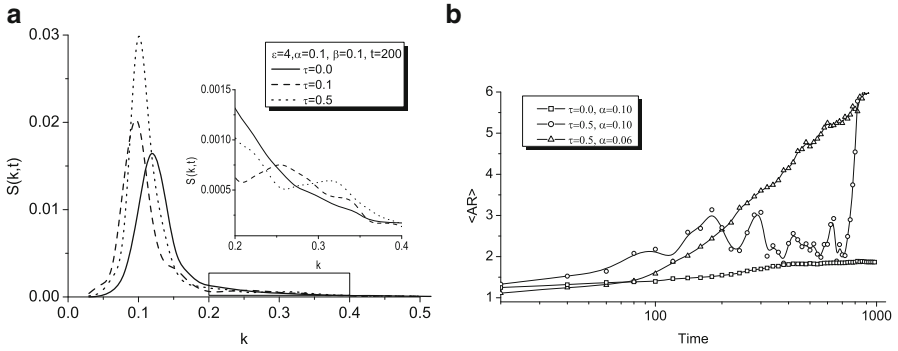 a
S(k,t)
0.03
0.02
0.01
0.00
ε=4,α=0.1, β=0.1, t=200
τ=0.0
τ=0.1
τ=0.5
S(k,t)
0.0015
0.0010
0.0005
0.2 0.3 0.4
k
0.0 0.1 0.2 0.3 0.4 0.5
k
b
<AR>
6
5
4
3
2
1
τ=0.0, α=0.10
τ=0.5, α=0.10
τ=0.5, α=0.06
100 1000
Time